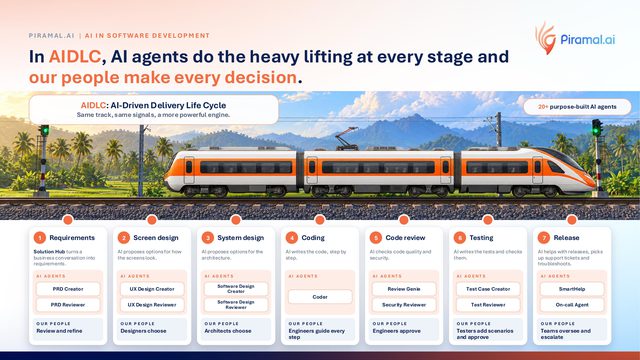 PIRAMAL.AI | AI IN SOFTWARE DEVELOPMENT
Piramal.ai
In AIDLC, AI agents do the heavy lifting at every stage and
our people make every decision.
AIDLC: AI-Driven Delivery Life Cycle
Same track, same signals, a more powerful engine.
20+ purpose-built AI agents
1 Requirements
Solution Hub turns a
business conversation into
requirements.
AI AGENTS
PRD Creator
PRD Reviewer
OUR PEOPLE
Review and refine
2 Screen design
AI proposes options for how
the screens look.
AI AGENTS
UX Design Creator
UX Design Reviewer
OUR PEOPLE
Designers choose
3 System design
AI proposes options for the
architecture.
AI AGENTS
Software Design
Creator
Software Design
Reviewer
OUR PEOPLE
Architects choose
4 Coding
AI writes the code, step by
step.
AI AGENTS
Coder
OUR PEOPLE
Engineers guide every
step
5 Code review
AI checks code quality and
security.
AI AGENTS
Review Genie
Security Reviewer
OUR PEOPLE
Engineers approve
6 Testing
AI writes the tests and checks
them.
AI AGENTS
Test Case Creator
Test Reviewer
OUR PEOPLE
Testers add scenarios
and approve
7 Release
AI helps with releases, picks
up support tickets and
troubleshoots.
AI AGENTS
SmartHelp
On-call Agent
OUR PEOPLE
Teams oversee and
escalate